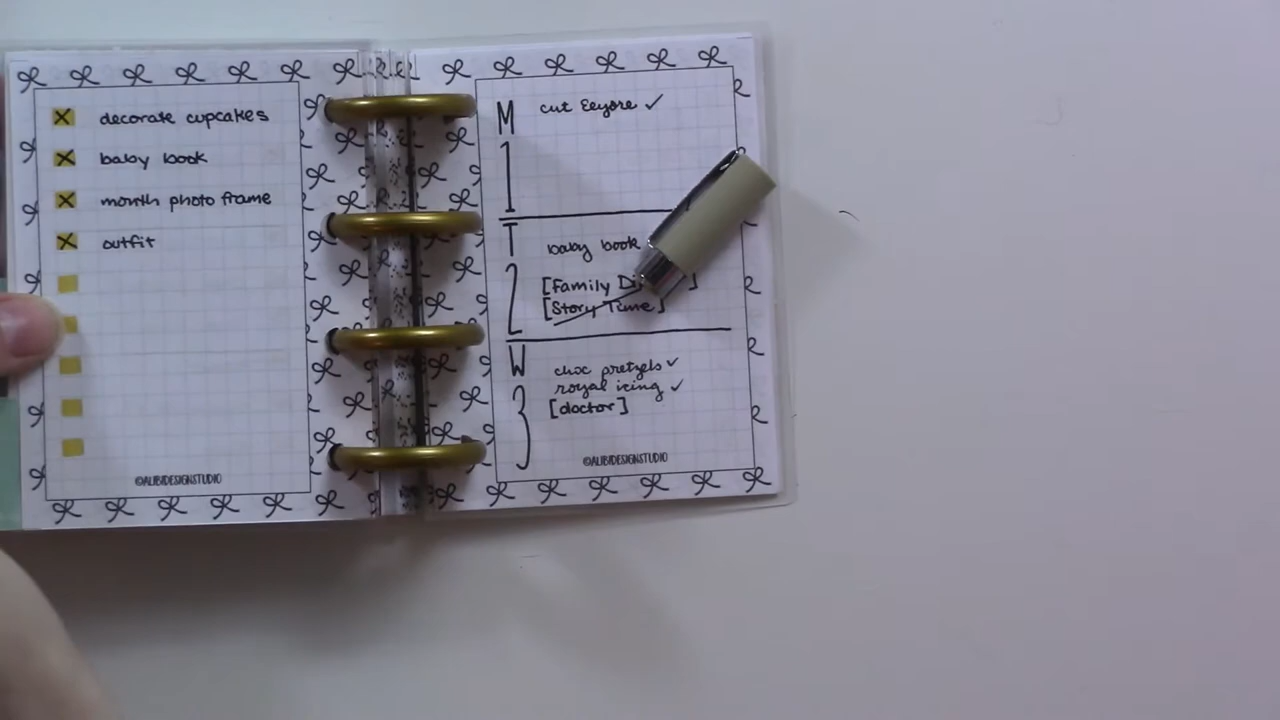 decorate cupcakes
baby book
month photo frame
outfit
©ALIBIDESIGNSTUDIO
M
1
cut Eeyore ✓
T
2
baby book
[Family
[Story Time]
W
3
choc pretzels ✓
royal icing ✓
[doctor]
©ALIBIDESIGNSTUDIO